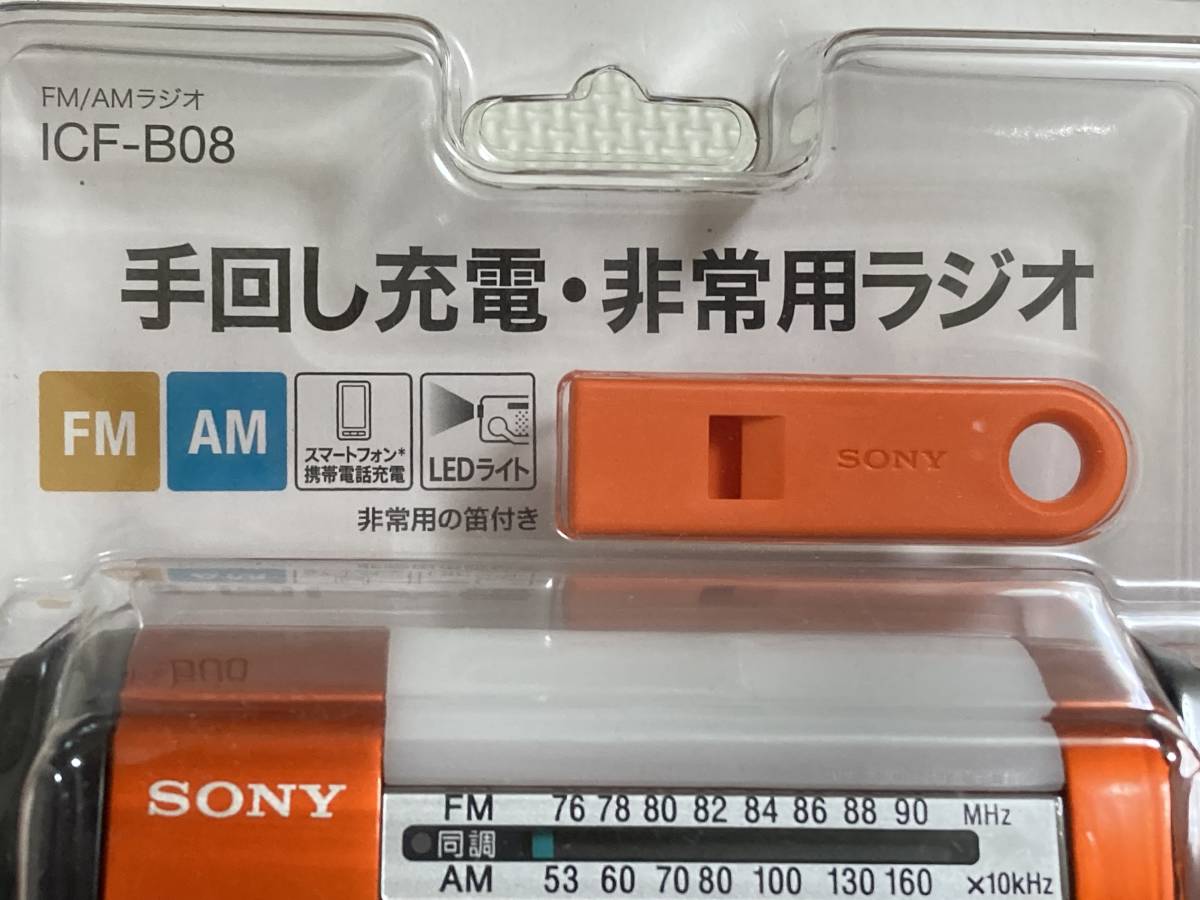 FM/AMラジオ
ICF-B08
手回し充電・非常用ラジオ
FM
AM
スマートフォン*
携帯電話充電
LEDライト
非常用の笛付き
SONY
SONY
FM 76 78 80 82 84 86 88 90 MHz
同調
AM 53 60 70 80 100 130 160 ×10kHz